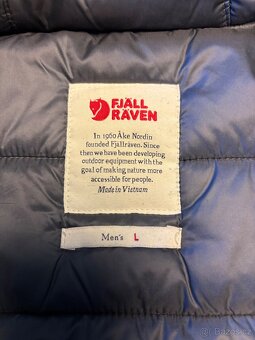 FJÄLL
RÄVEN
In 1960 Åke Nordin
founded Fjällräven. Since
then we have been developing
outdoor equipment with the
goal of making nature more
accessible for people.
Made in Vietnam
Men's L